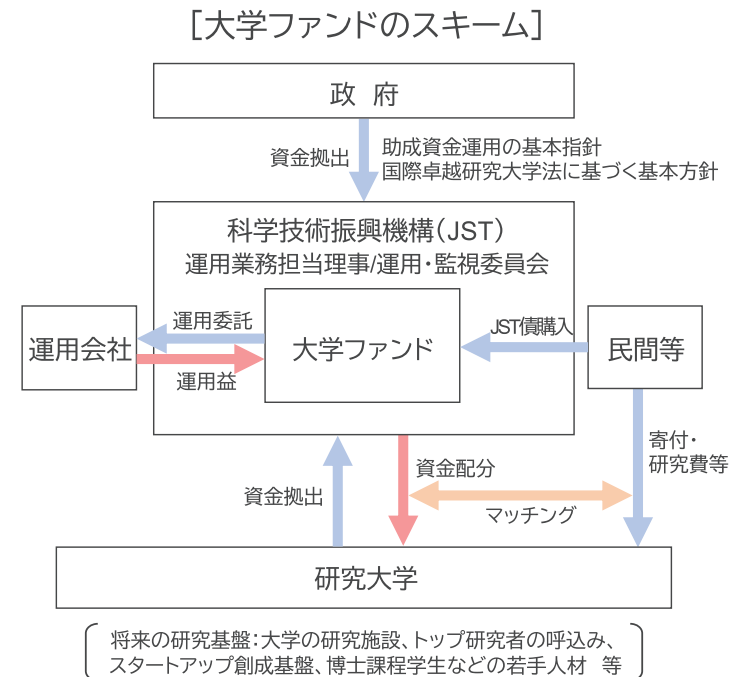 [大学ファンドのスキーム]
政 府
資金拠出
助成資金運用の基本指針
国際卓越研究大学法に基づく基本方針
科学技術振興機構(JST)
運用業務担当理事/運用・監視委員会
運用会社
運用委託
運用益
大学ファンド
JST債購入
民間等
寄付・
研究費等
資金拠出
資金配分
マッチング
研究大学
将来の研究基盤:大学の研究施設、トップ研究者の呼込み、
スタートアップ創成基盤、博士課程学生などの若手人材 等